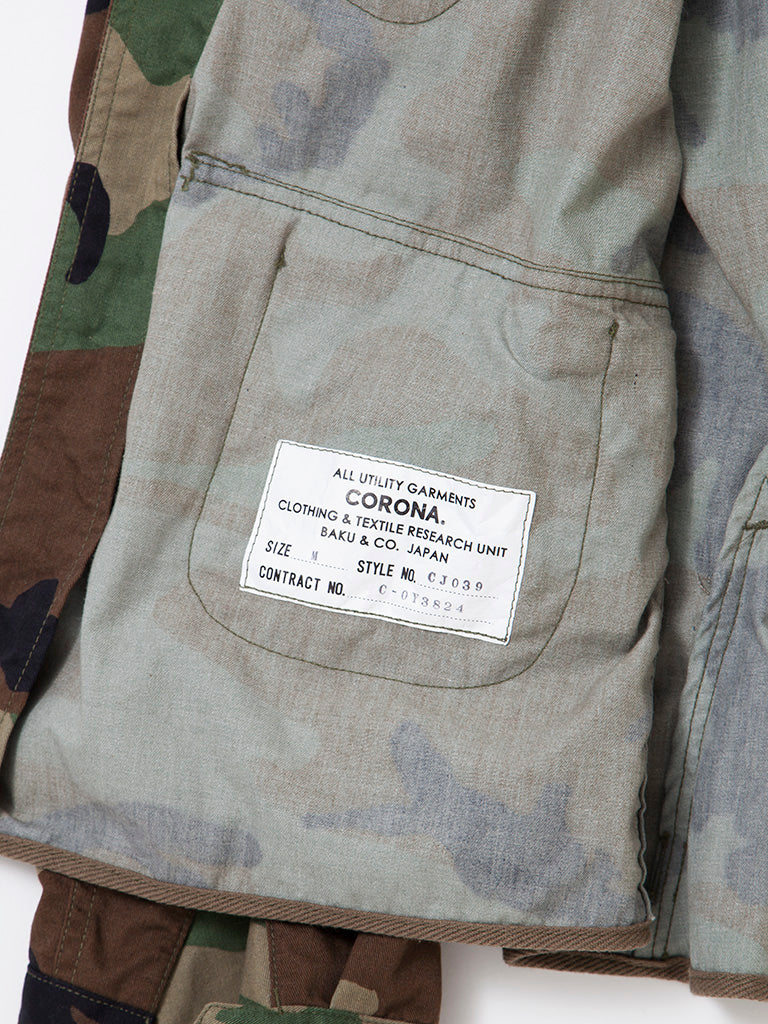 ALL UTILITY GARMENTS
CORONA.
CLOTHING & TEXTILE RESEARCH UNIT
BAKU & CO. JAPAN
SIZE M STYLE NO. CJ039
CONTRACT NO. C-0Y3824